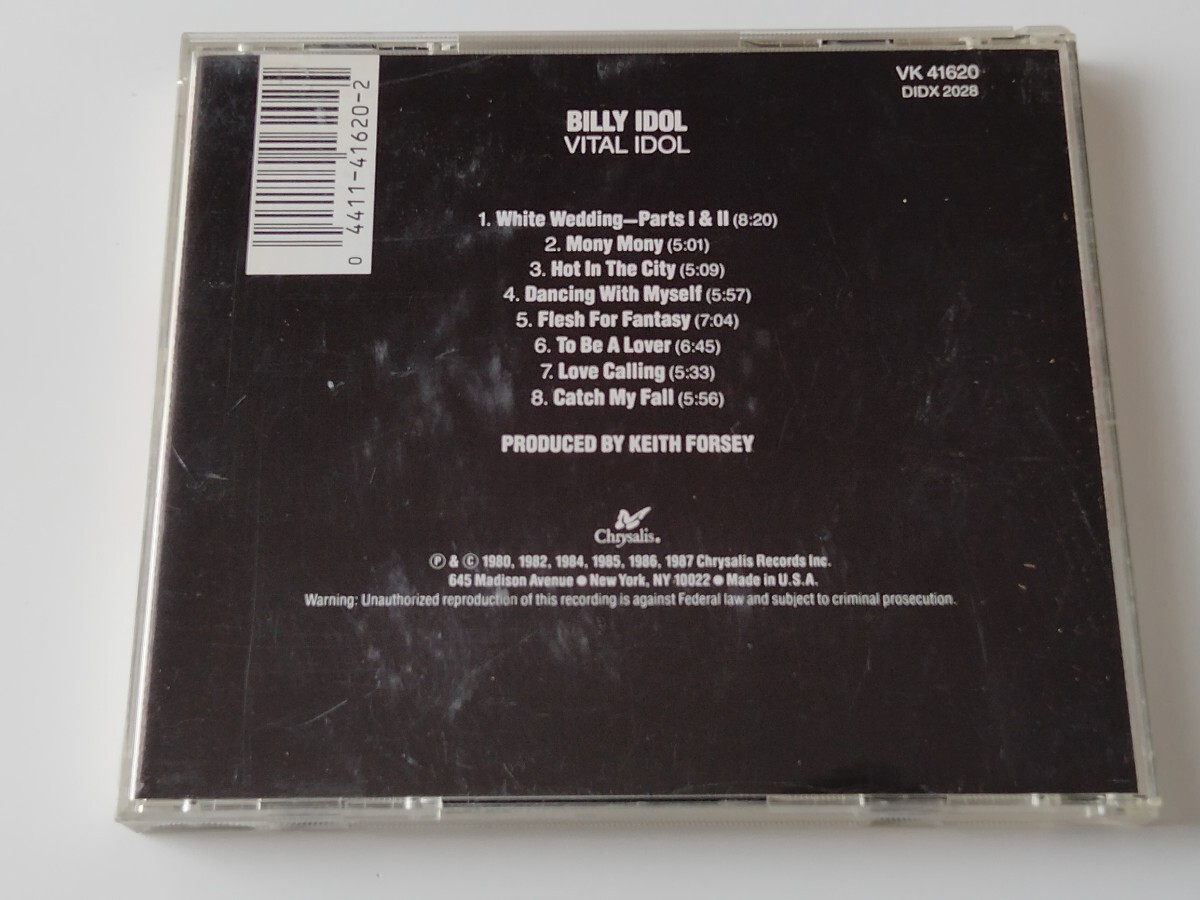 0 4411-41620-2
VK 41620
DIDX 2028
BILLY IDOL
VITAL IDOL
1. White Wedding—Parts I & II (8:20)
2. Mony Mony (5:01)
3. Hot In The City (5:09)
4. Dancing With Myself (5:57)
5. Flesh For Fantasy (7:04)
6. To Be A Lover (6:45)
7. Love Calling (5:33)
8. Catch My Fall (5:56)
PRODUCED BY KEITH FORSEY
Chrysalis®
Ⓟ & © 1980, 1982, 1984, 1985, 1986, 1987 Chrysalis Records Inc.
645 Madison Avenue ● New York, NY 10022 ● Made in U.S.A.
Warning: Unauthorized reproduction of this recording is against Federal law and subject to criminal prosecution.